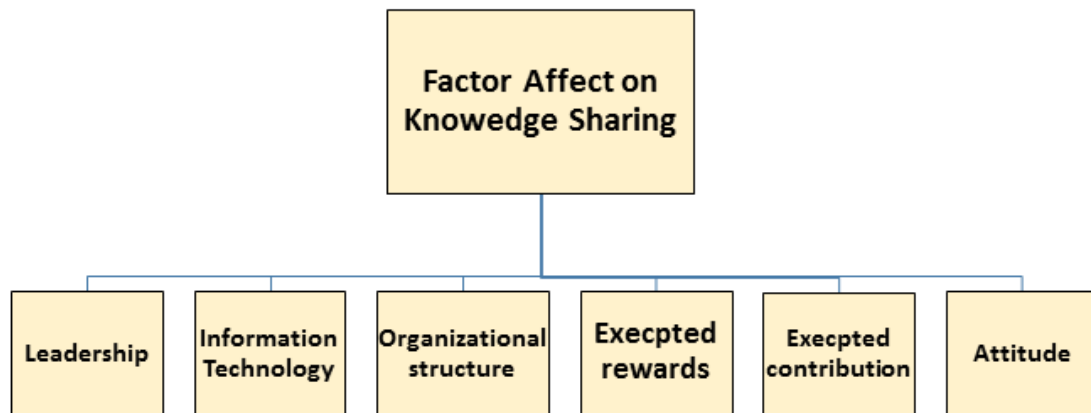 Factor Affect on
Knowedge Sharing
Leadership
Information
Technology
Organizational
structure
Execpted
rewards
Execpted
contribution
Attitude